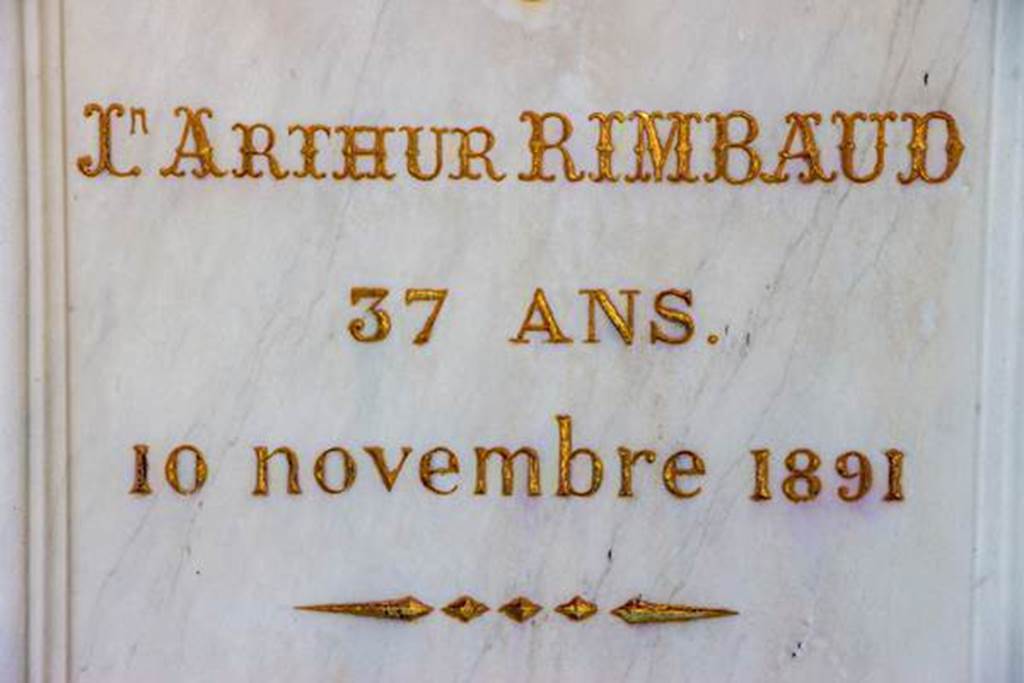 Jn ARTHUR RIMBAUD
37 ANS.
10 novembre 1891